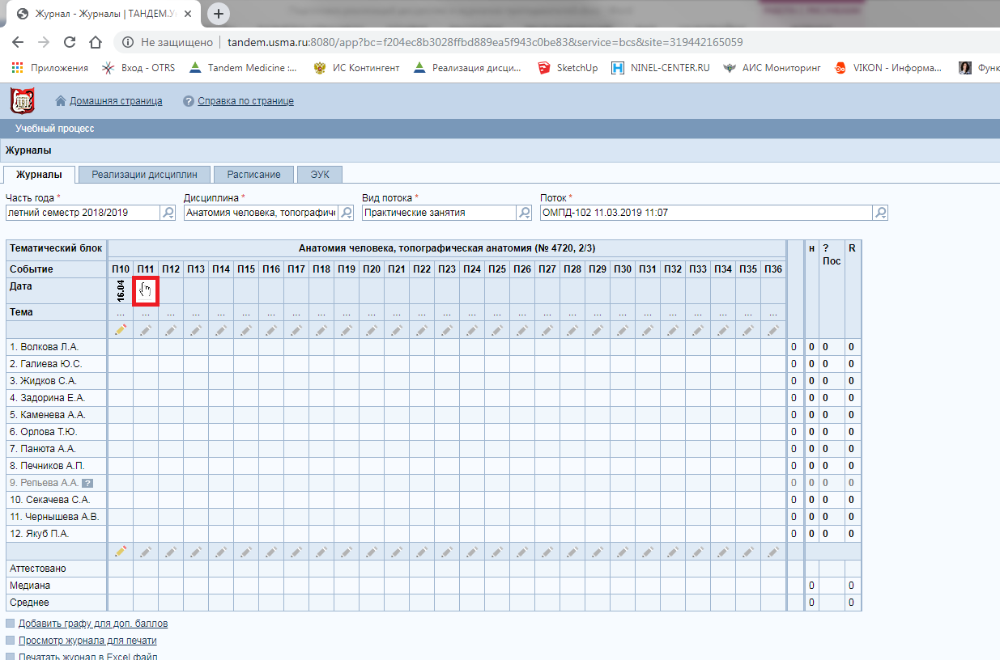 Журнал - Журналы | ТАНДЕМ.У
Не защищено | tandem.usma.ru:8080/app?bc=f204ec8b3028ffbd889ea5f943c0be83&service=bcs&site=319442165059
Приложения Вход - OTRS Tandem Medicine :... ИС Контингент Реализация дисци... SketchUp NINEL-CENTER.RU АИС Мониторинг VIKON - Информа... Функ
Домашняя страница Справка по странице
Учебный процесс
Журналы
Журналы Реализации дисциплин Расписание ЭУК
Часть года * Дисциплина * Вид потока * Поток *
летний семестр 2018/2019 Анатомия человека, топографиче Практические занятия ОМПД-102 11.03.2019 11:07
Тематический блок Анатомия человека, топографическая анатомия (№ 4720, 2/3) н ? Пос R
Событие П10 П11 П12 П13 П14 П15 П16 П17 П18 П19 П20 П21 П22 П23 П24 П25 П26 П27 П28 П29 П30 П31 П32 П33 П34 П35 П36
Дата 16.04
Тема ... ... ... ... ... ... ... ... ... ... ... ... ... ... ... ... ... ... ... ... ... ... ... ... ... ... ...
1. Волкова Л.А. 0 0 0 0
2. Галиева Ю.С. 0 0 0 0
3. Жидков С.А. 0 0 0 0
4. Задорина Е.А. 0 0 0 0
5. Каменева А.А. 0 0 0 0
6. Орлова Т.Ю. 0 0 0 0
7. Панюта А.А. 0 0 0 0
8. Печников А.П. 0 0 0 0
9. Репьева А.А. ? 0 0 0 0
10. Секачева С.А. 0 0 0 0
11. Чернышева А.В. 0 0 0 0
12. Якуб П.А. 0 0 0 0
Аттестовано
Медиана 0 0
Среднее 0 0
Добавить графу для доп. баллов
Просмотр журнала для печати
Печатать журнал в Excel файл